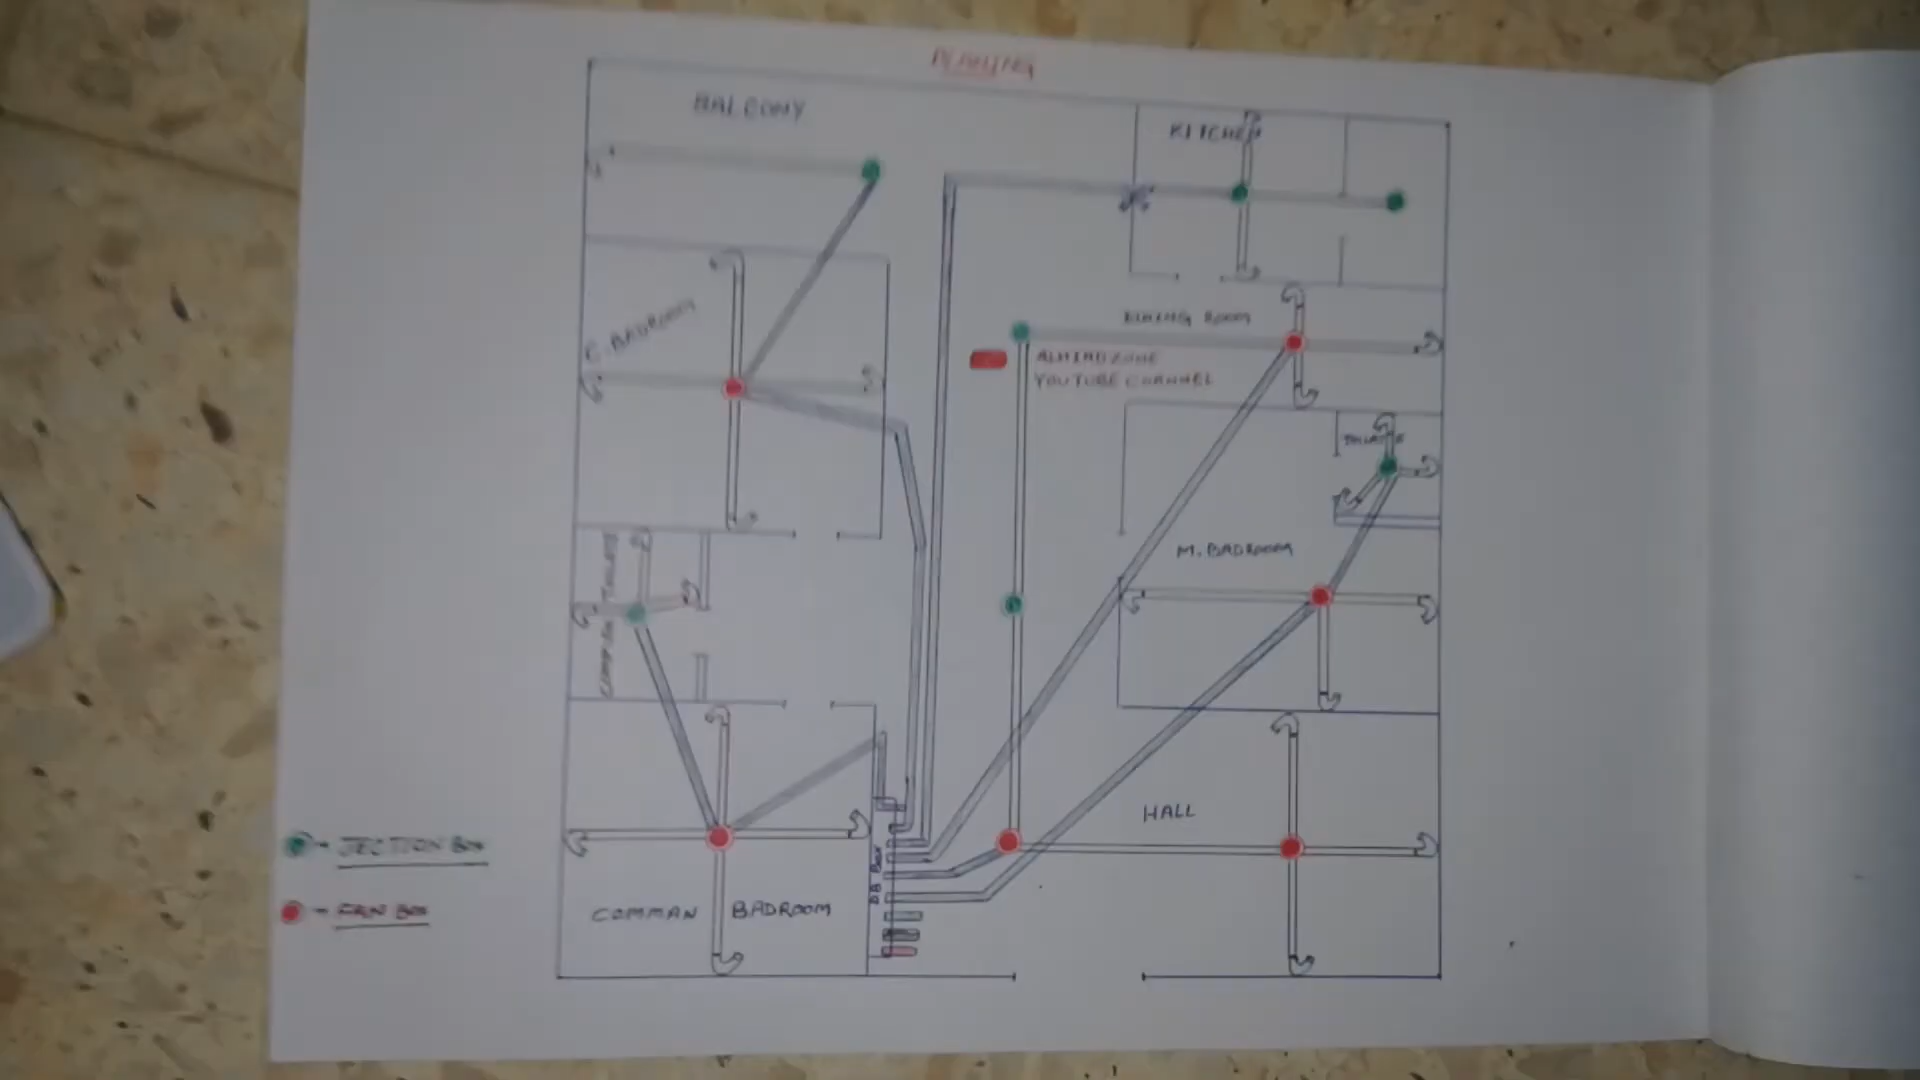 BALCONY
KITCHEN
C. BADROOM
DINING ROOM
ALHINDZONE
YOUTUBE CHANNEL
M. BADROOM
HALL
DB BOX
COMMAN BADROOM
- JECTION BOX
- FAN BOX